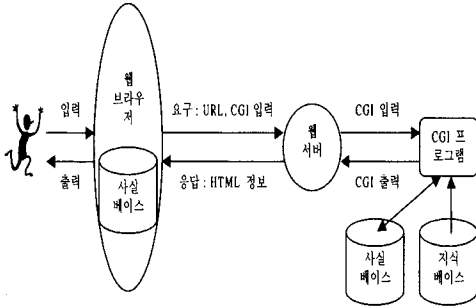 입력
출력
웹
브라우
저
사실
베이스
요구 : URL, CGI 입력
응답 : HTML 정보
웹
서버
CGI 입력
CGI 출력
CGI 프
로그램
사실
베이스
지식
베이스